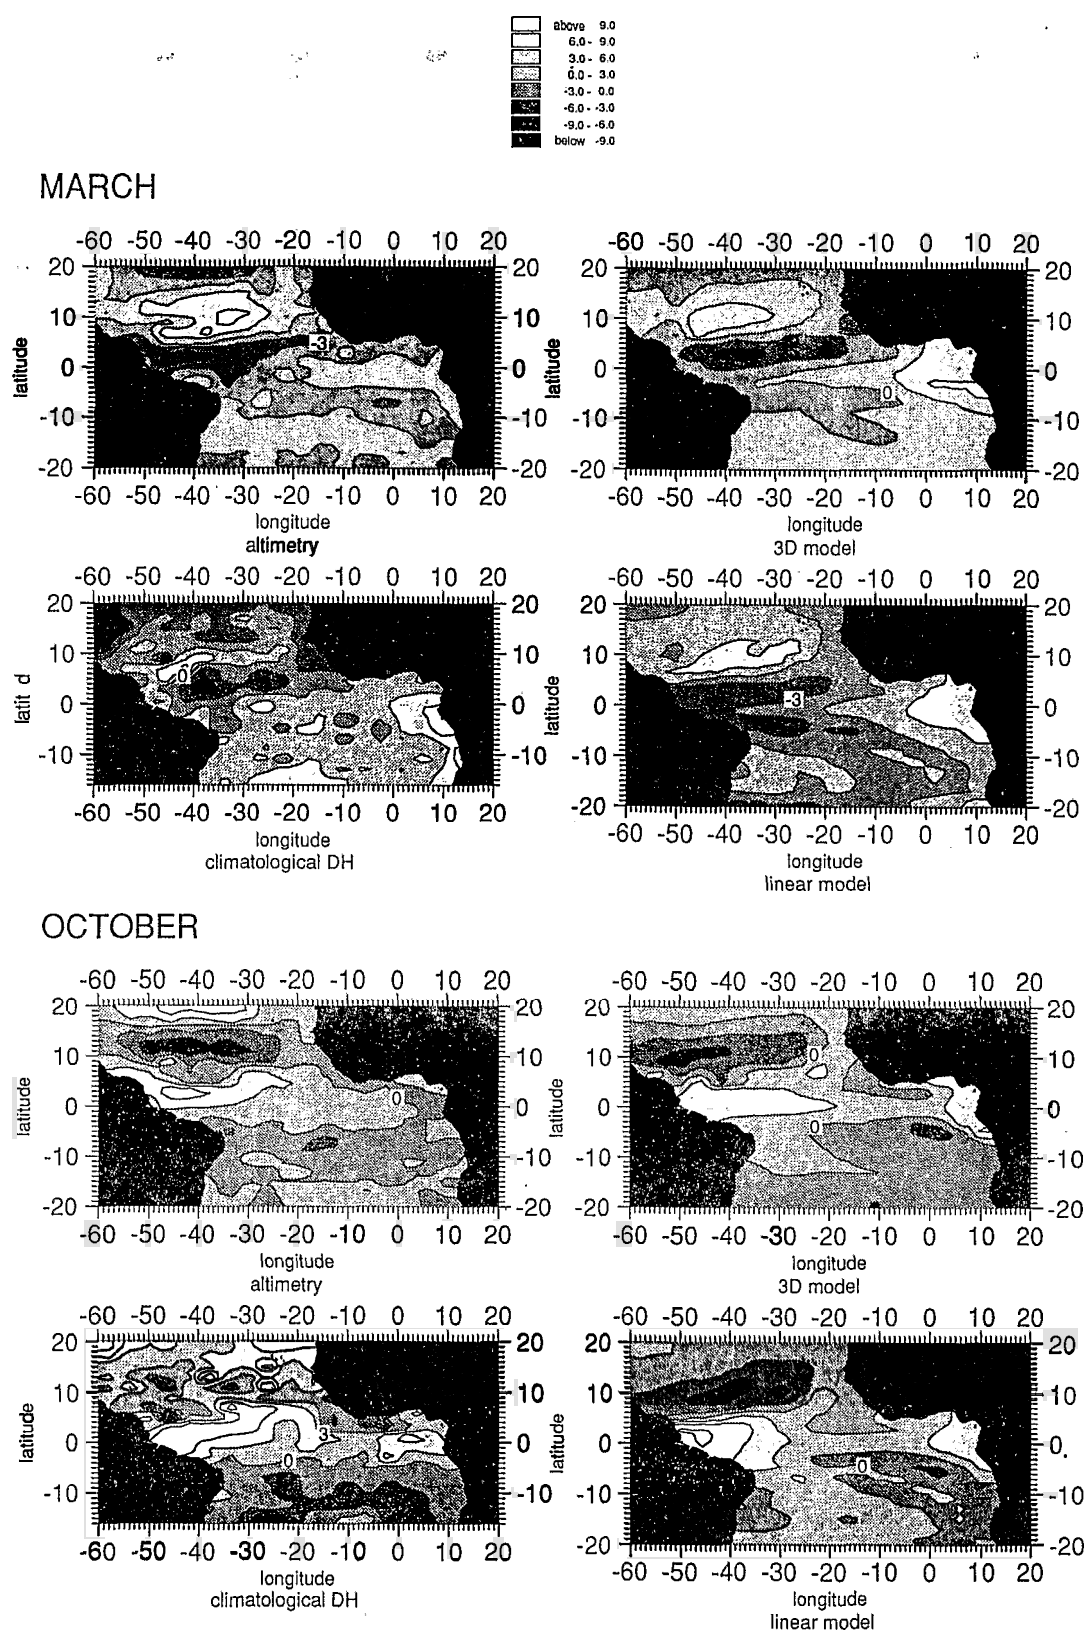 above 9.0
6.0 - 9.0
3.0 - 6.0
0.0 - 3.0
-3.0 - 0.0
-6.0 - -3.0
-9.0 - -6.0
below -9.0
MARCH
-60 -50 -40 -30 -20 -10 0 10 20
20 10 0 -10 -20
latitude
-3
20 10 0 -10 -20
-60 -50 -40 -30 -20 -10 0 10 20
longitude
altimetry
-60 -50 -40 -30 -20 -10 0 10 20
20 10 0 -10 -20
latitude
0
20 10 0 -10 -20
-60 -50 -40 -30 -20 -10 0 10 20
longitude
3D model
-60 -50 -40 -30 -20 -10 0 10 20
20 10 0 -10
latit d
0
20 10 0 -10
-60 -50 -40 -30 -20 -10 0 10 20
longitude
climatological DH
-60 -50 -40 -30 -20 -10 0 10 20
20 10 0 -10 -20
latitude
-3
20 10 0 -10 -20
-60 -50 -40 -30 -20 -10 0 10 20
longitude
linear model
OCTOBER
-60 -50 -40 -30 -20 -10 0 10 20
20 10 0 -10 -20
latitude
0
20 10 0 -10 -20
-60 -50 -40 -30 -20 -10 0 10 20
longitude
altimetry
-60 -50 -40 -30 -20 -10 0 10 20
20 10 0 -10 -20
latitude
0
0
20 10 0 -10 -20
-60 -50 -40 -30 -20 -10 0 10 20
longitude
3D model
-60 -50 -40 -30 -20 -10 0 10 20
20 10 0 -10
latitude
3
0
20 10 0 -10
-60 -50 -40 -30 -20 -10 0 10 20
longitude
climatological DH
-60 -50 -40 -30 -20 -10 0 10 20
20 10 0 -10 -20
latitude
0
20 10 0 -10 -20
-60 -50 -40 -30 -20 -10 0 10 20
longitude
linear model